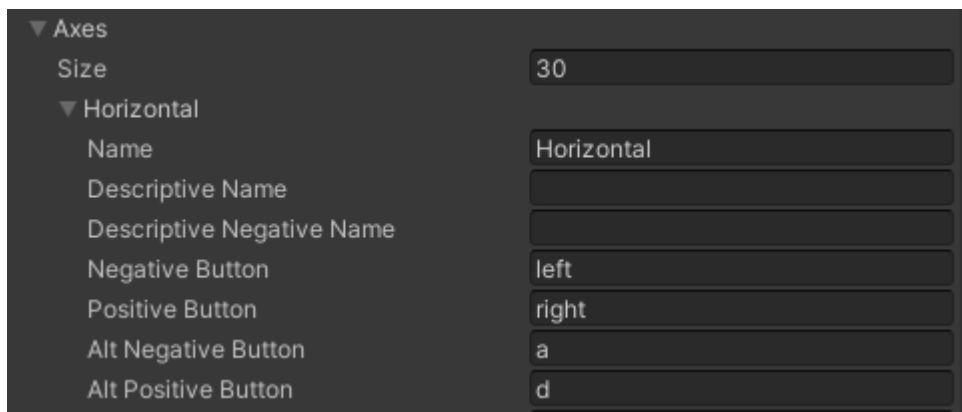 Axes
Size 30
Horizontal
Name Horizontal
Descriptive Name
Descriptive Negative Name
Negative Button left
Positive Button right
Alt Negative Button a
Alt Positive Button d